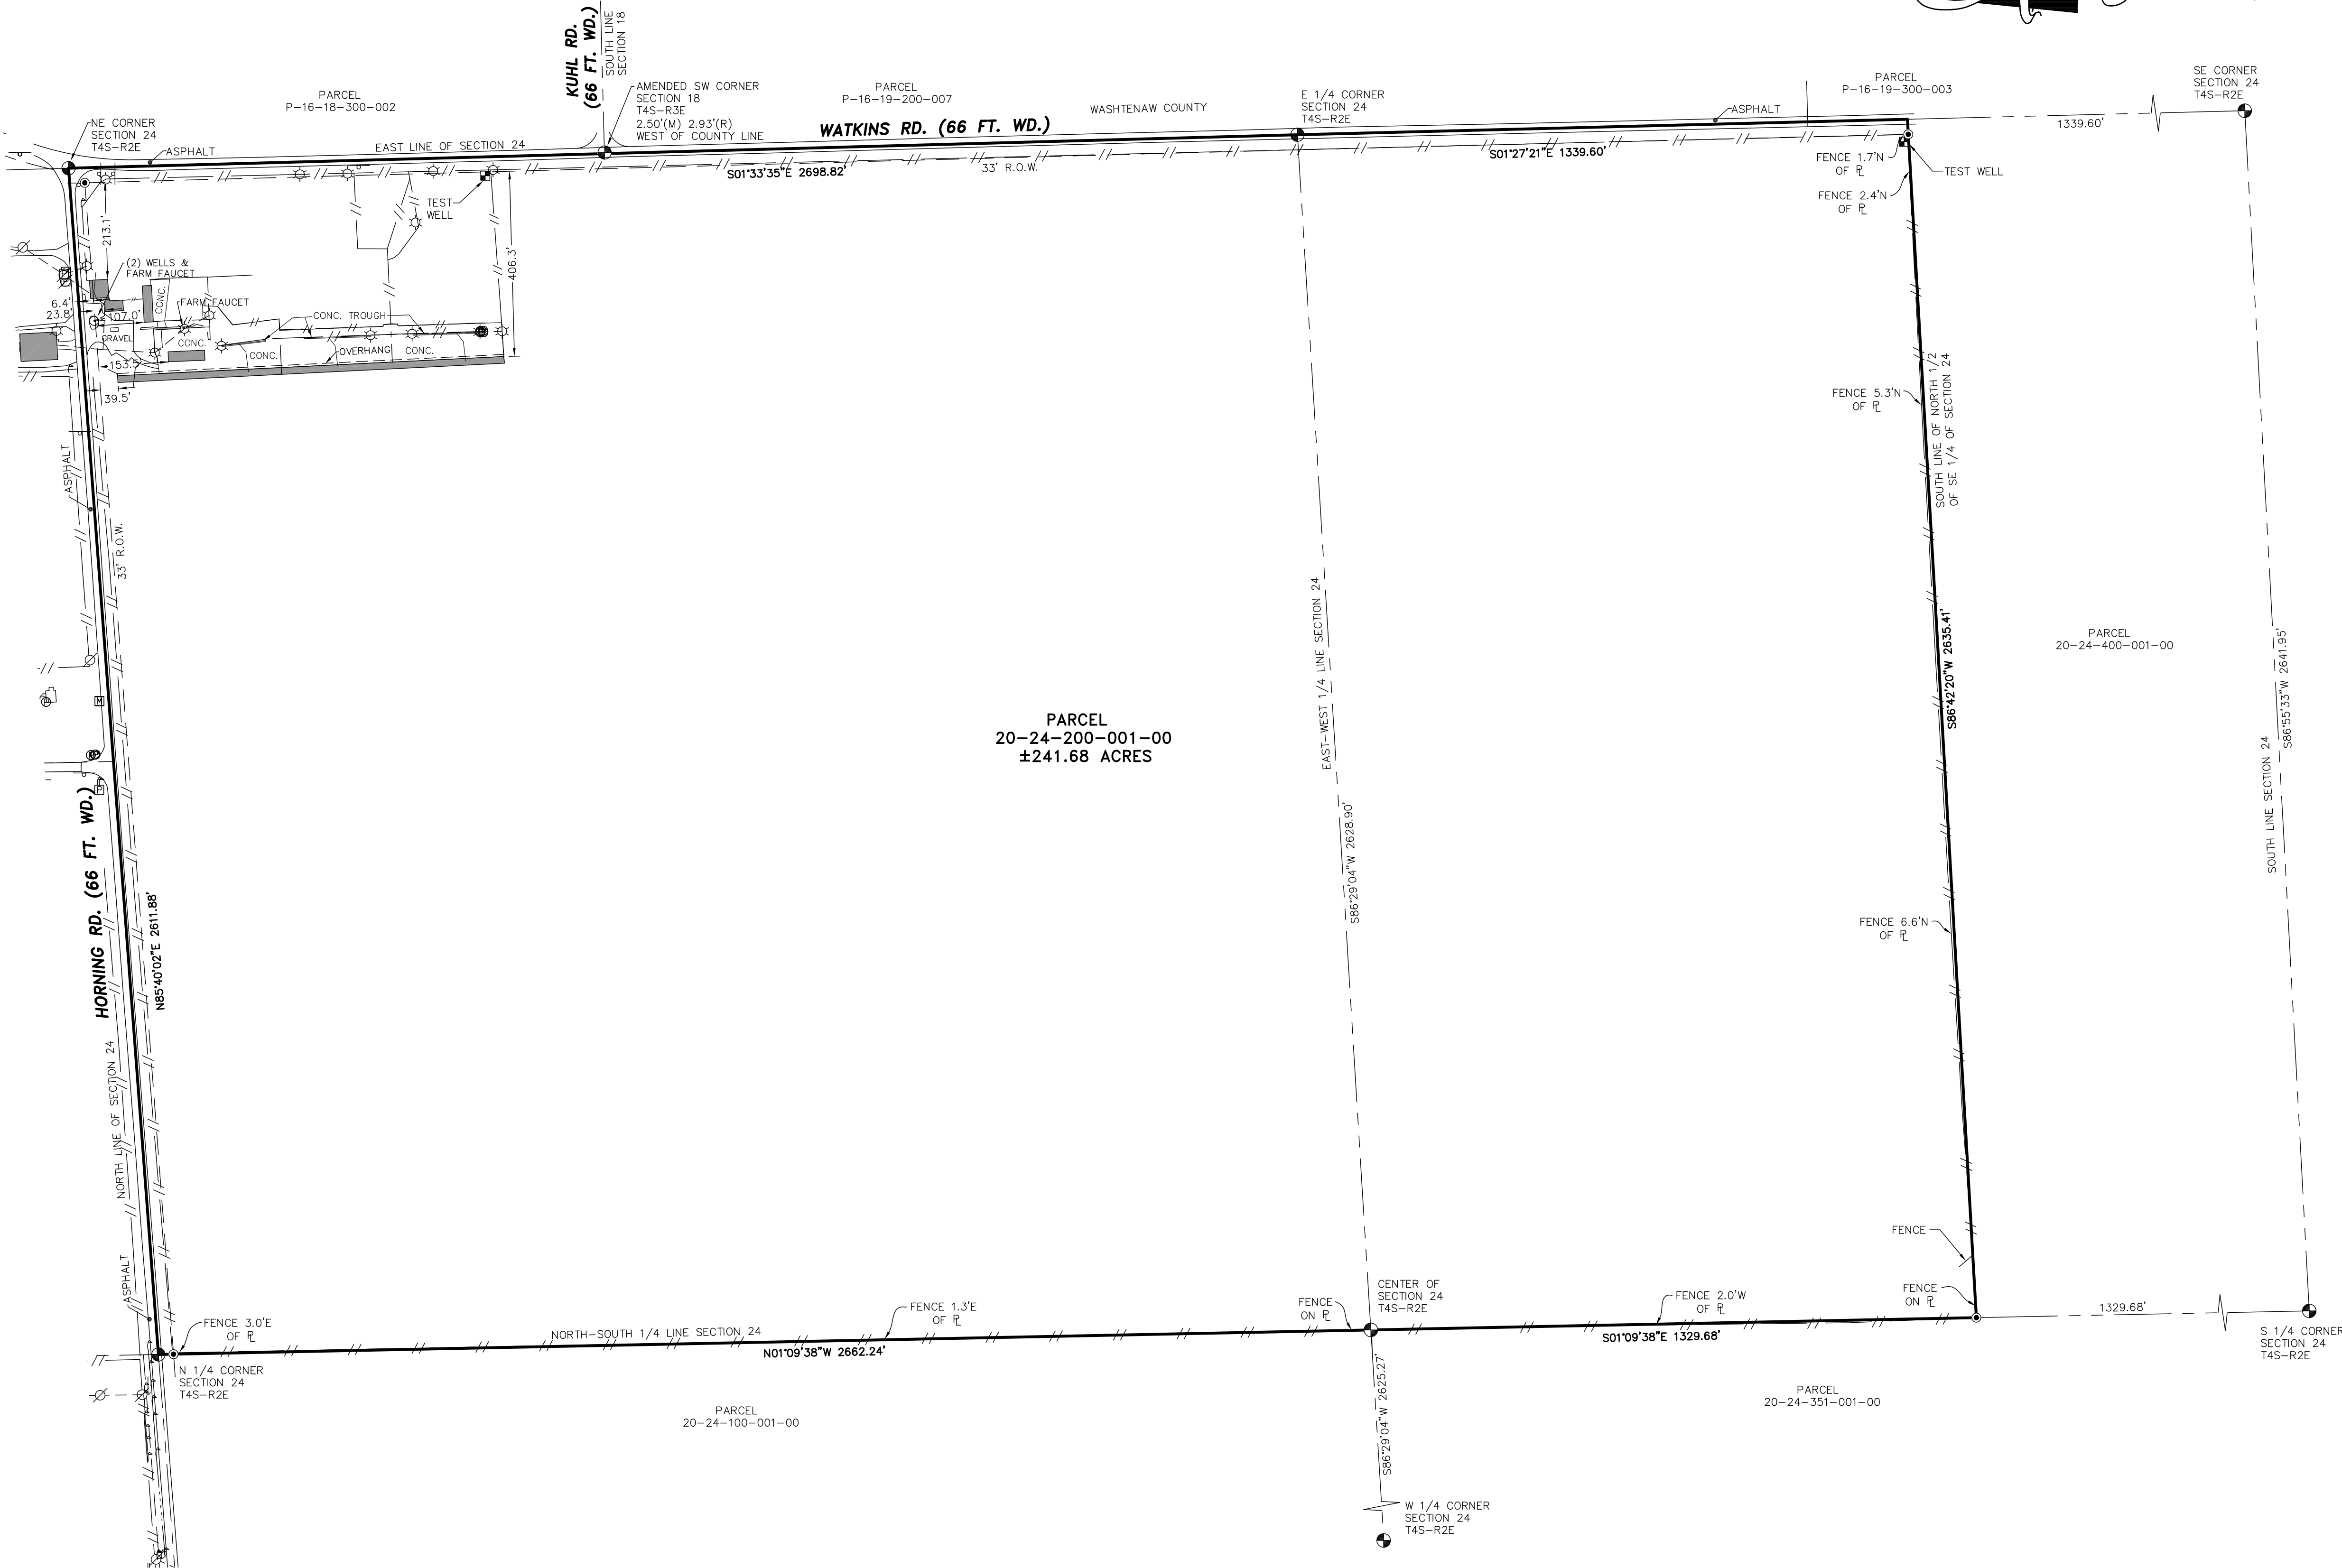 KUHL RD.
(66 FT. WD.)
SOUTH LINE
SECTION 18
PARCEL
P-16-18-300-002
AMENDED SW CORNER
SECTION 18
T4S-R3E
2.50'(M) 2.93'(R)
WEST OF COUNTY LINE
PARCEL
P-16-19-200-007
WASHTENAW COUNTY
WATKINS RD. (66 FT. WD.)
E 1/4 CORNER
SECTION 24
T4S-R2E
ASPHALT
PARCEL
P-16-19-300-003
SE CORNER
SECTION 24
T4S-R2E
1339.60'
NE CORNER
SECTION 24
T4S-R2E
ASPHALT
EAST LINE OF SECTION 24
S01°33'35"E 2698.82'
33' R.O.W.
S01°27'21"E 1339.60'
FENCE 1.7'N
OF PL
TEST WELL
FENCE 2.4'N
OF PL
TEST
WELL
213.1'
406.3'
(2) WELLS &
FARM FAUCET
CONC.
FARM FAUCET
6.4'
23.8'
107.0'
CONC. TROUGH
GRAVEL
CONC.
CONC.
OVERHANG
CONC.
153.5'
39.5'
FENCE 5.3'N
OF PL
SOUTH LINE OF NORTH 1/2
OF SE 1/4 OF SECTION 24
ASPHALT
33' R.O.W.
EAST-WEST 1/4 LINE SECTION 24
S86°29'04"W 2628.90'
S86°42'20"W 2635.41'
PARCEL
20-24-400-001-00
S86°55'33"W 2641.95'
SOUTH LINE SECTION 24
PARCEL
20-24-200-001-00
±241.68 ACRES
M
HORNING RD. (66 FT. WD.)
N85°40'02"E 2611.88'
FENCE 6.6'N
OF PL
NORTH LINE OF SECTION 24
ASPHALT
FENCE
FENCE 3.0'E
OF PL
NORTH-SOUTH 1/4 LINE SECTION 24
FENCE 1.3'E
OF PL
FENCE
ON PL
CENTER OF
SECTION 24
T4S-R2E
FENCE 2.0'W
OF PL
FENCE
ON PL
1329.68'
S 1/4 CORNER
SECTION 24
T4S-R2E
N01°09'38"W 2662.24'
S01°09'38"E 1329.68'
N 1/4 CORNER
SECTION 24
T4S-R2E
PARCEL
20-24-100-001-00
S86°29'04"W 2625.27'
PARCEL
20-24-351-001-00
W 1/4 CORNER
SECTION 24
T4S-R2E